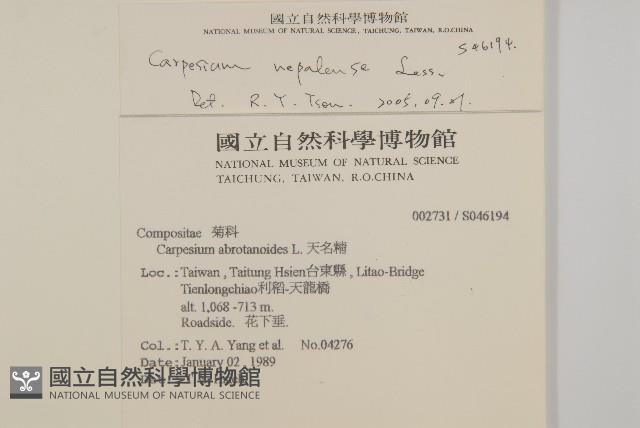 國立自然科學博物館
NATIONAL MUSEUM OF NATURAL SCIENCE, TAICHUNG, TAIWAN, R.O.CHINA
S46194.
Carpesium nepalense Less.
Det. R. Y. Tsou. 2005.09.
國立自然科學博物館
NATIONAL MUSEUM OF NATURAL SCIENCE
TAICHUNG, TAIWAN, R.O.CHINA
002731 / S046194
Compositae 菊科
Carpesium abrotanoides L. 天名精
Loc.:Taiwan , Taitung Hsien台東縣 , Litao-Bridge
Tienlongchiao利稻-天龍橋
alt. 1,068 -713 m.
Roadside. 花下垂.
Col.:T. Y. A. Yang et al. No.04276
Date:January 02 , 1989
國立自然科學博物館
NATIONAL MUSEUM OF NATURAL SCIENCE